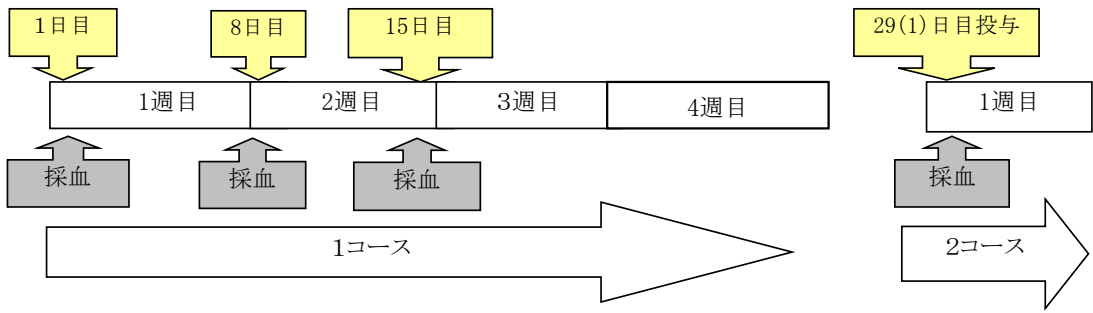 1日目
8日目
15日目
29(1)日目投与
1週目
2週目
3週目
4週目
1週目
採血
採血
採血
採血
1コース
2コース